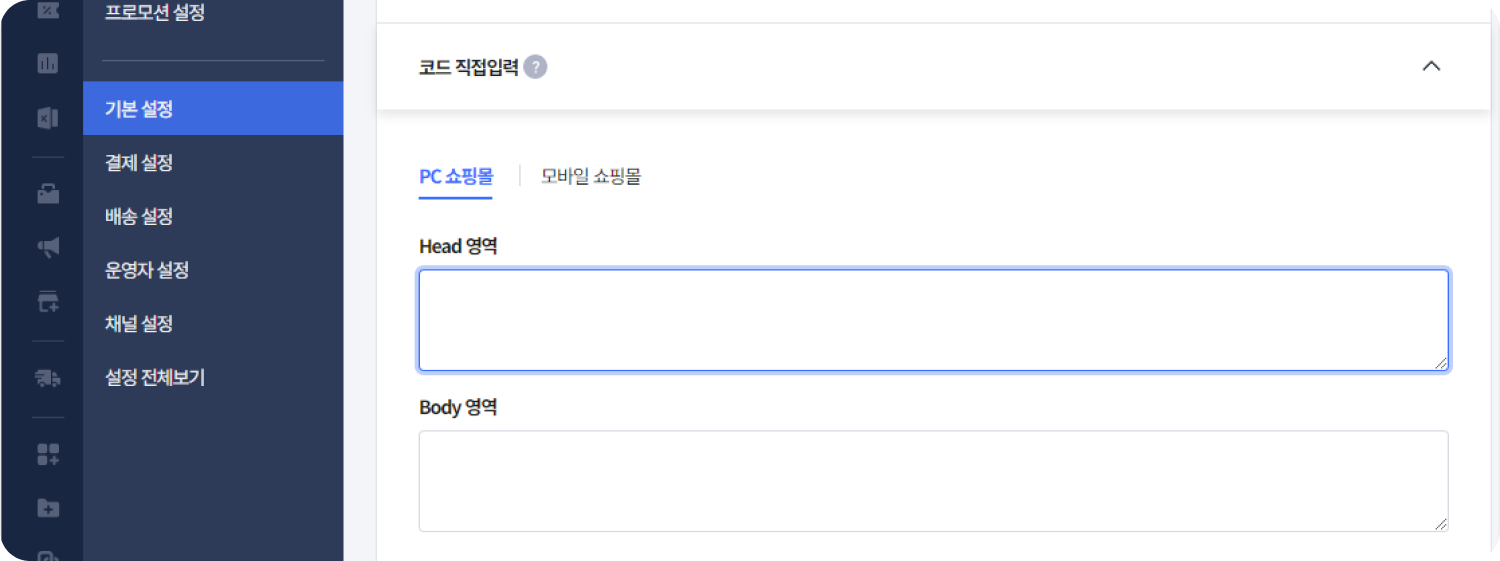 프로모션 설정
기본 설정
결제 설정
배송 설정
운영자 설정
채널 설정
설정 전체보기
코드 직접입력 ?
PC 쇼핑몰
모바일 쇼핑몰
Head 영역
Body 영역